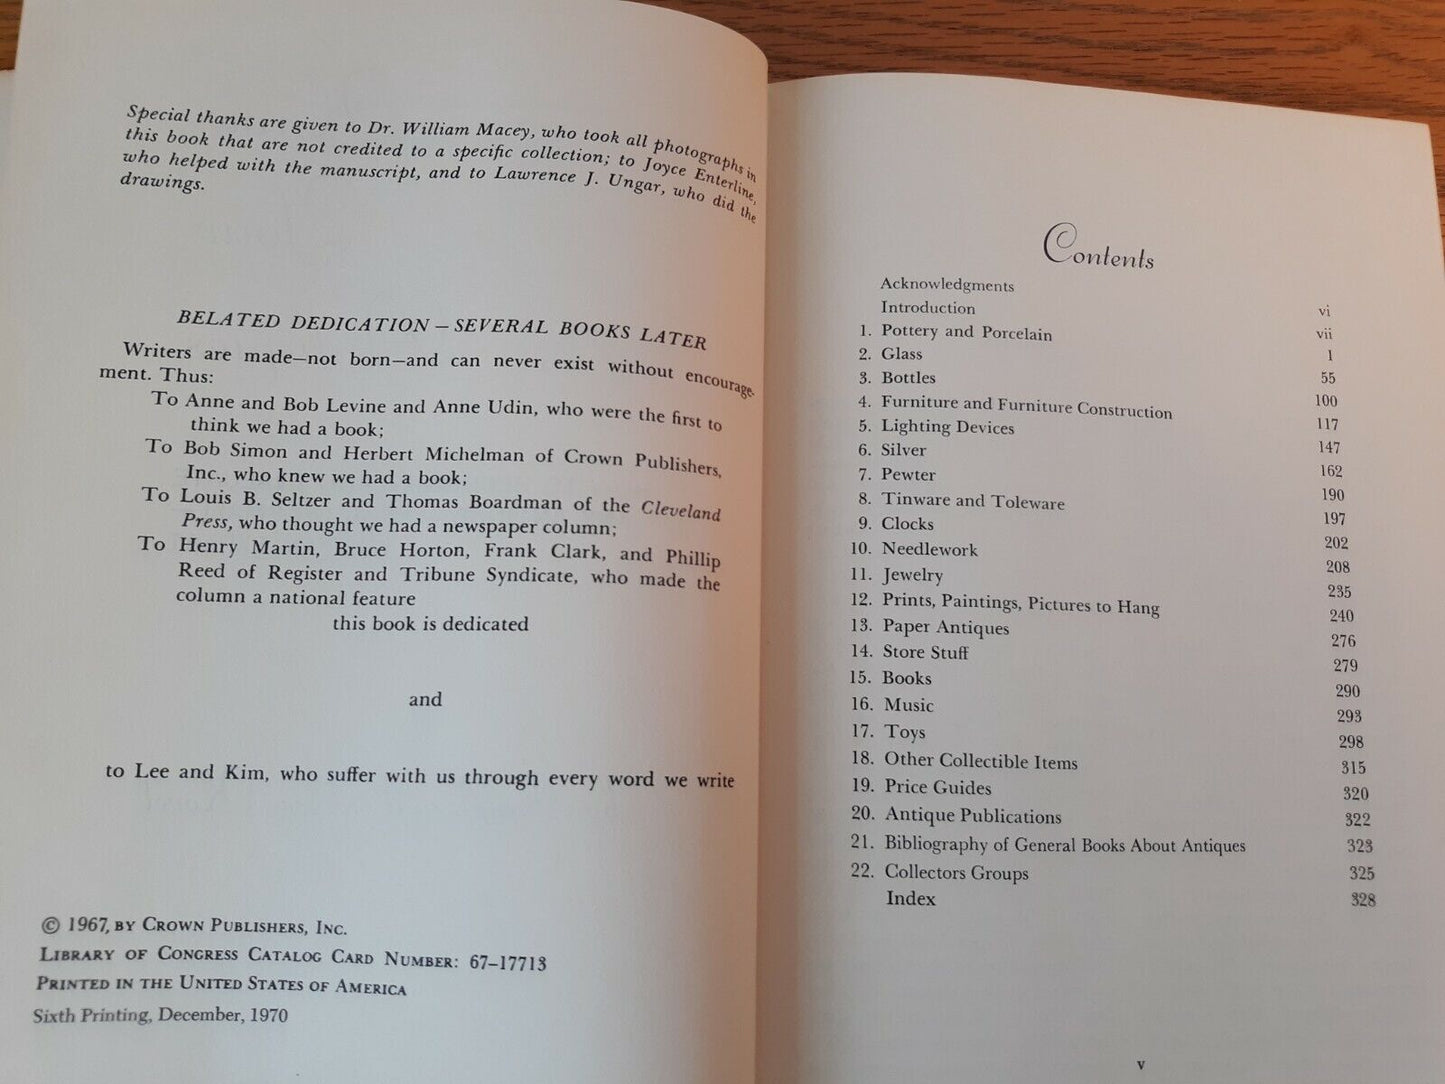 Special thanks are given to Dr. William Macey, who took all photographs in
this book that are not credited to a specific collection; to Joyce Enterline,
who helped with the manuscript, and to Lawrence J. Ungar, who did the
drawings.
BELATED DEDICATION – SEVERAL BOOKS LATER
Writers are made—not born—and can never exist without encourage-
ment. Thus:
To Anne and Bob Levine and Anne Udin, who were the first to
think we had a book;
To Bob Simon and Herbert Michelman of Crown Publishers,
Inc., who knew we had a book;
To Louis B. Seltzer and Thomas Boardman of the Cleveland
Press, who thought we had a newspaper column;
To Henry Martin, Bruce Horton, Frank Clark, and Phillip
Reed of Register and Tribune Syndicate, who made the
column a national feature
this book is dedicated
and
to Lee and Kim, who suffer with us through every word we write
© 1967, BY CROWN PUBLISHERS, INC.
LIBRARY OF CONGRESS CATALOG CARD NUMBER: 67–17713
PRINTED IN THE UNITED STATES OF AMERICA
Sixth Printing, December, 1970
Contents
Acknowledgments vi
Introduction vii
1. Pottery and Porcelain 1
2. Glass 55
3. Bottles 100
4. Furniture and Furniture Construction 117
5. Lighting Devices 147
6. Silver 162
7. Pewter 190
8. Tinware and Toleware 197
9. Clocks 202
10. Needlework 208
11. Jewelry 235
12. Prints, Paintings, Pictures to Hang 240
13. Paper Antiques 276
14. Store Stuff 279
15. Books 290
16. Music 293
17. Toys 298
18. Other Collectible Items 315
19. Price Guides 320
20. Antique Publications 322
21. Bibliography of General Books About Antiques 323
22. Collectors Groups 325
Index 328
v